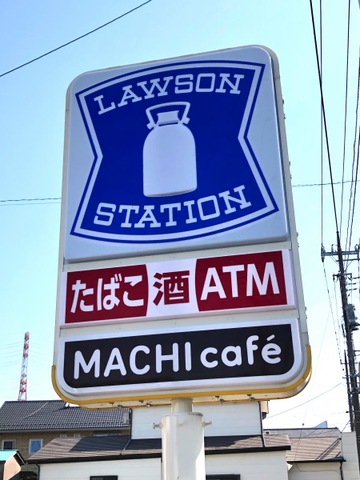 LAWSON
STATION
たばこ 酒 ATM
MACHI café